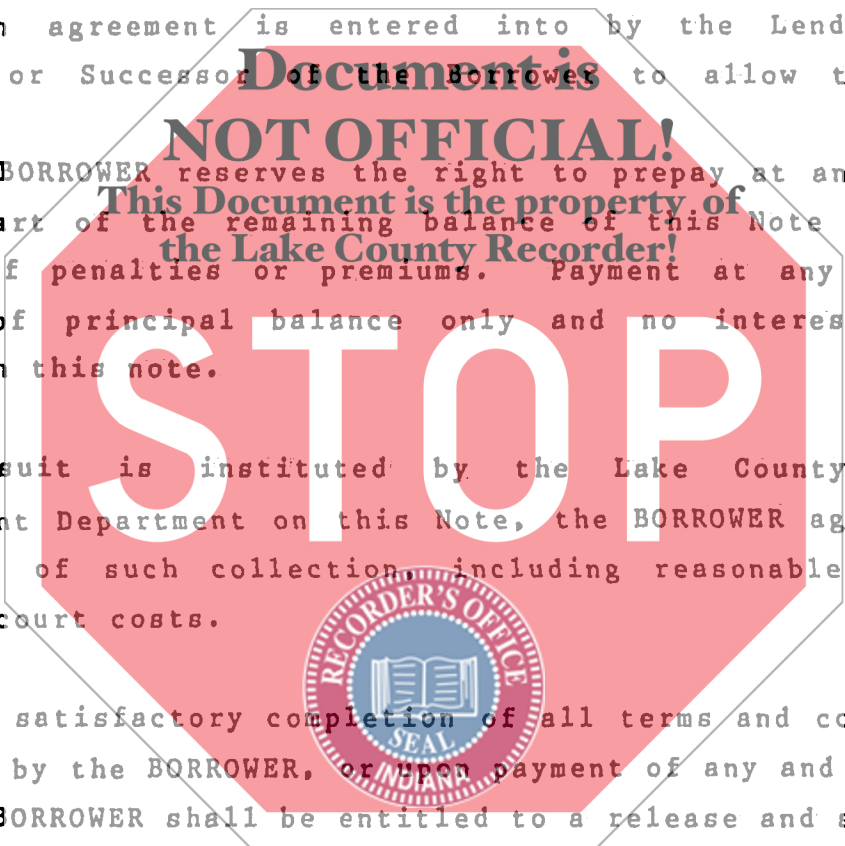 agreement is entered into by the Lend
or Successor of the Borrower to allow t
Document is
NOT OFFICIAL!
BORROWER reserves the right to prepay at an
This Document is the property of
art of the remaining balance of this Note
the Lake County Recorder!
f penalties or premiums. Payment at any
of principal balance only and no interes
this note.
STOP
suit is instituted by the Lake County
nt Department on this Note, the BORROWER ag
of such collection, including reasonable
court costs.
RECORDER'S OFFICE
SEAL
INDIANA
satisfactory completion of all terms and co
by the BORROWER, or upon payment of any and
BORROWER shall be entitled to a release and s